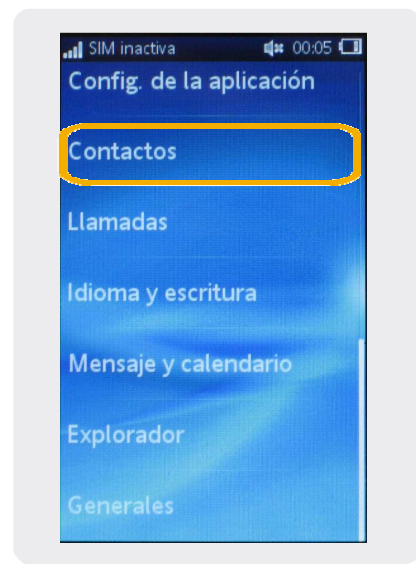 SIM inactiva 00:05
Config. de la aplicación
Contactos
Llamadas
Idioma y escritura
Mensaje y calendario
Explorador
Generales